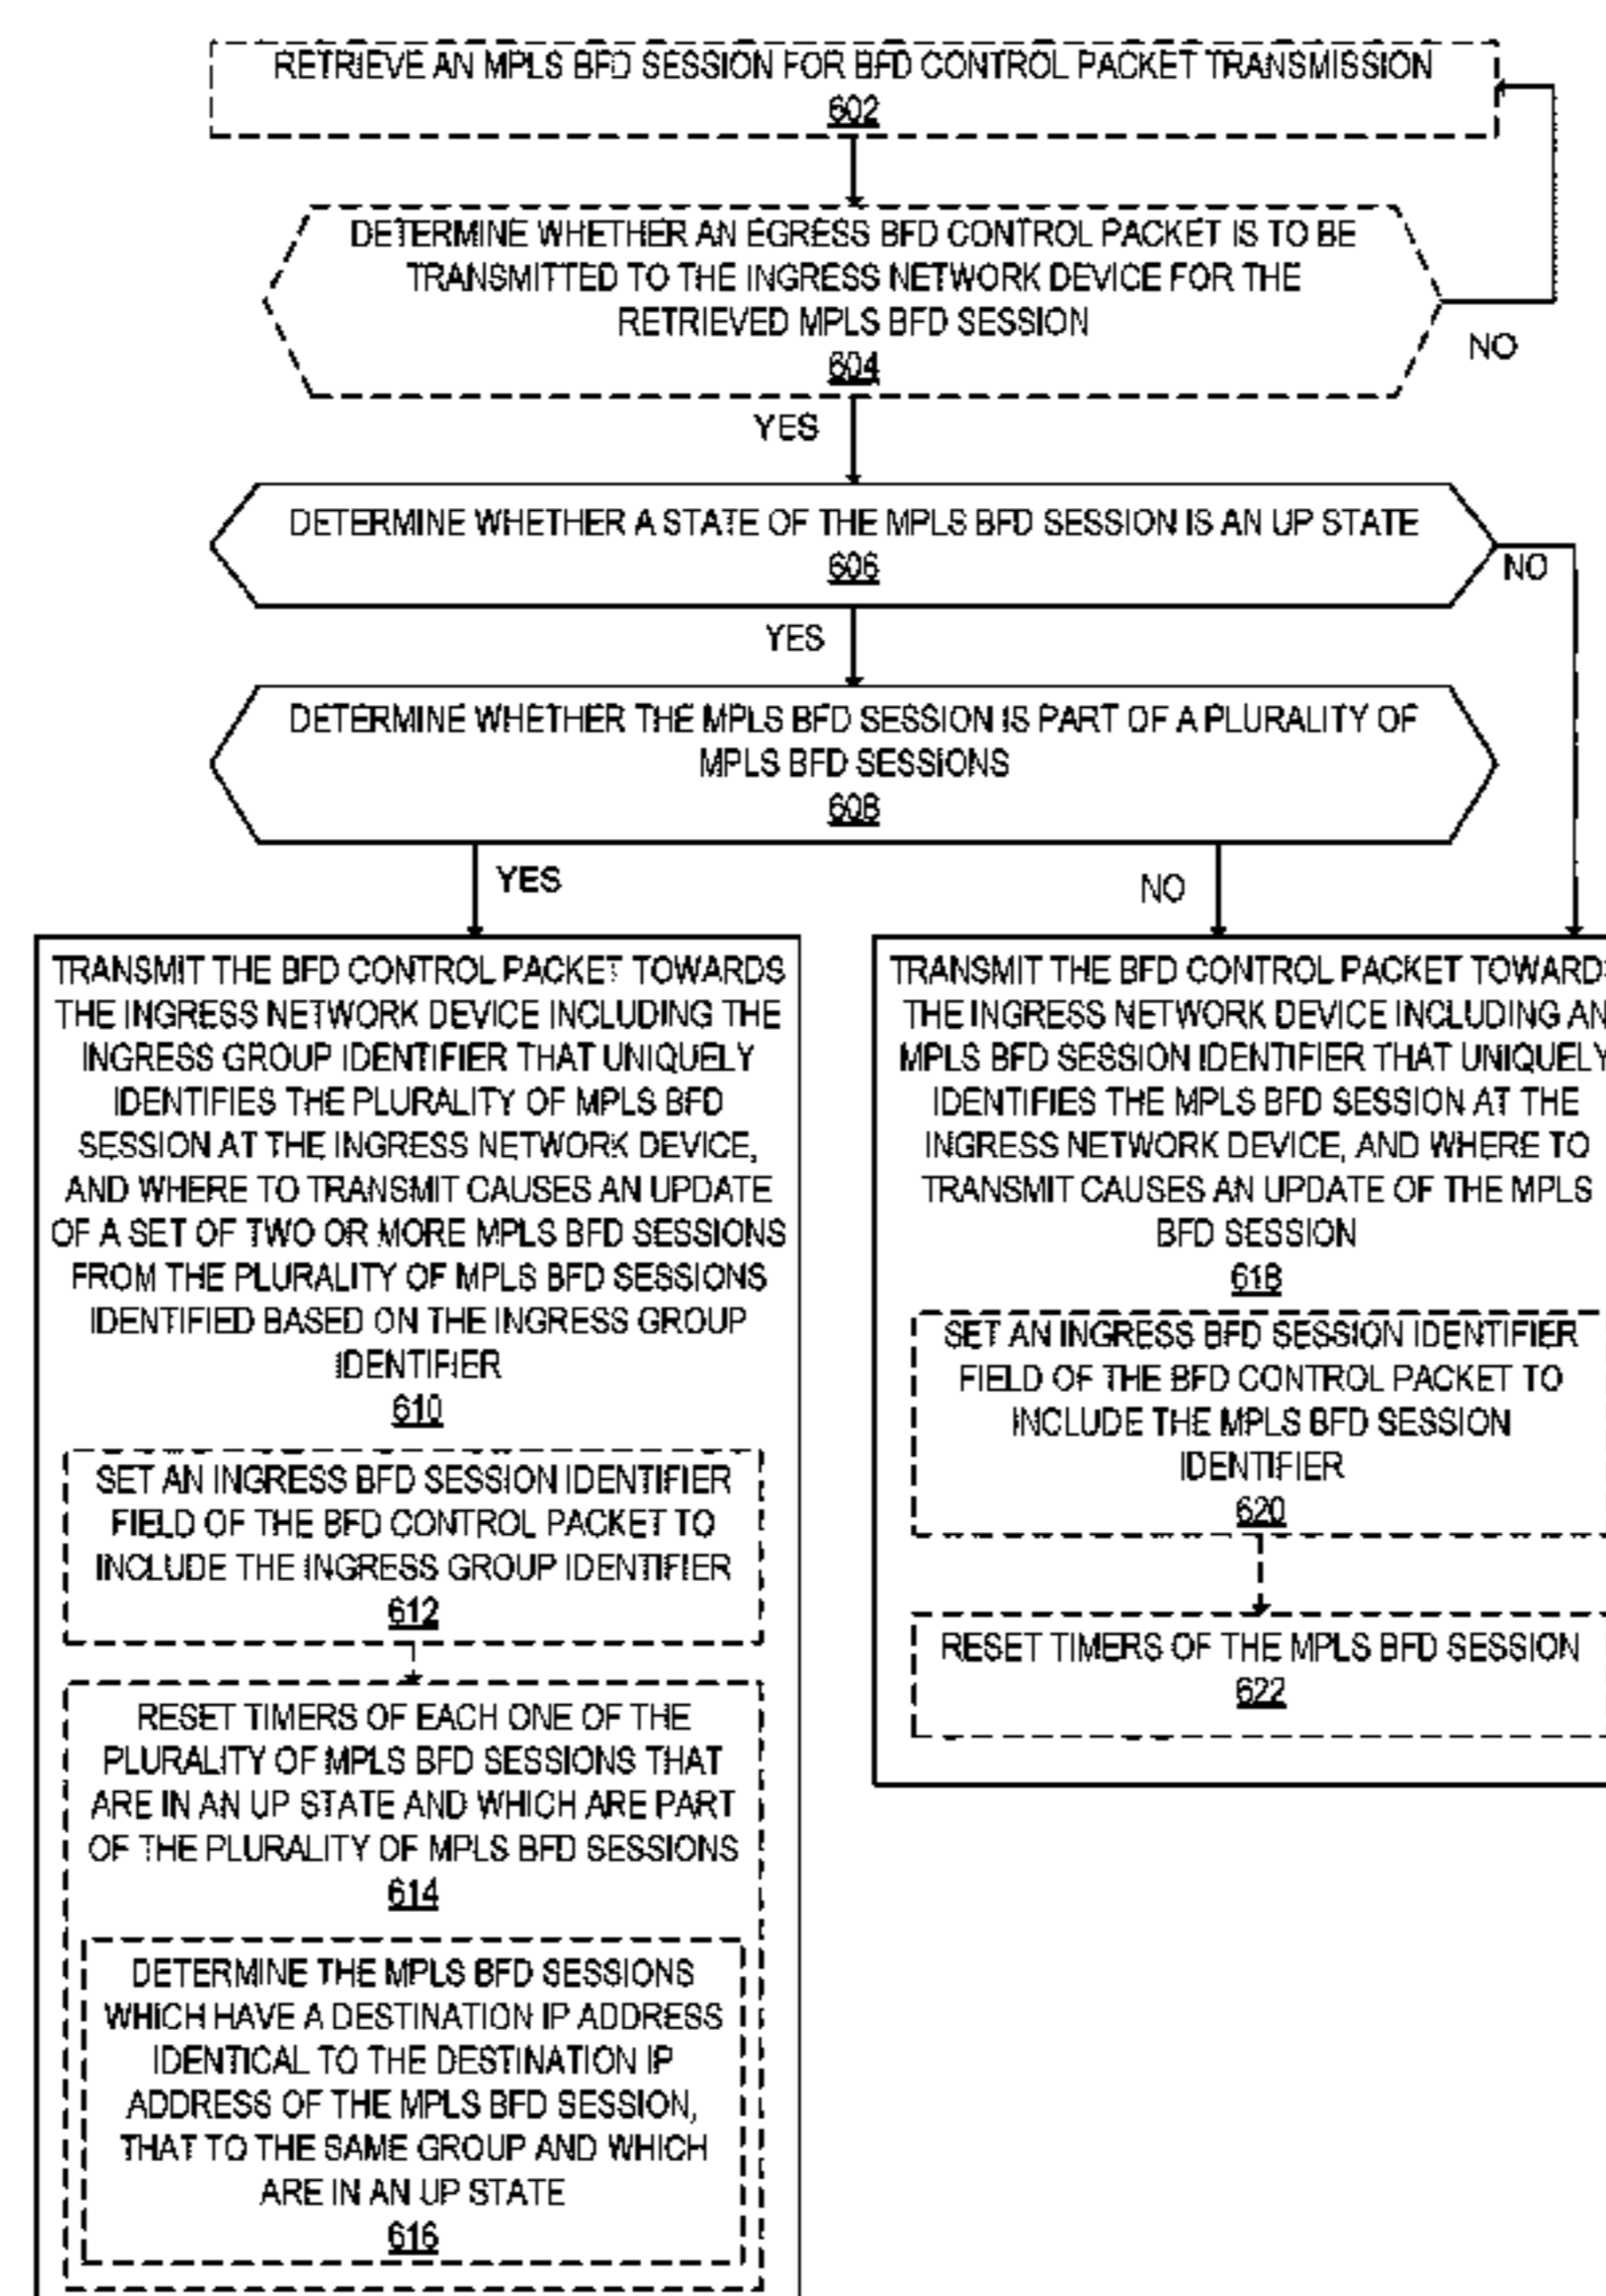 RETRIEVE AN MPLS BFD SESSION FOR BFD CONTROL PACKET TRANSMISSION
602
DETERMINE WHETHER AN EGRESS BFD CONTROL PACKET IS TO BE
TRANSMITTED TO THE INGRESS NETWORK DEVICE FOR THE
RETRIEVED MPLS BFD SESSION
604
NO
YES
DETERMINE WHETHER A STATE OF THE MPLS BFD SESSION IS AN UP STATE
606
NO
YES
DETERMINE WHETHER THE MPLS BFD SESSION IS PART OF A PLURALITY OF
MPLS BFD SESSIONS
608
YES
NO
TRANSMIT THE BFD CONTROL PACKET TOWARDS
THE INGRESS NETWORK DEVICE INCLUDING THE
INGRESS GROUP IDENTIFIER THAT UNIQUELY
IDENTIFIES THE PLURALITY OF MPLS BFD
SESSION AT THE INGRESS NETWORK DEVICE,
AND WHERE TO TRANSMIT CAUSES AN UPDATE
OF A SET OF TWO OR MORE MPLS BFD SESSIONS
FROM THE PLURALITY OF MPLS BFD SESSIONS
IDENTIFIED BASED ON THE INGRESS GROUP
IDENTIFIER
610
SET AN INGRESS BFD SESSION IDENTIFIER
FIELD OF THE BFD CONTROL PACKET TO
INCLUDE THE INGRESS GROUP IDENTIFIER
612
RESET TIMERS OF EACH ONE OF THE
PLURALITY OF MPLS BFD SESSIONS THAT
ARE IN AN UP STATE AND WHICH ARE PART
OF THE PLURALITY OF MPLS BFD SESSIONS
614
DETERMINE THE MPLS BFD SESSIONS
WHICH HAVE A DESTINATION IP ADDRESS
IDENTICAL TO THE DESTINATION IP
ADDRESS OF THE MPLS BFD SESSION,
THAT TO THE SAME GROUP AND WHICH
ARE IN AN UP STATE
616
TRANSMIT THE BFD CONTROL PACKET TOWARDS
THE INGRESS NETWORK DEVICE INCLUDING AN
MPLS BFD SESSION IDENTIFIER THAT UNIQUELY
IDENTIFIES THE MPLS BFD SESSION AT THE
INGRESS NETWORK DEVICE, AND WHERE TO
TRANSMIT CAUSES AN UPDATE OF THE MPLS
BFD SESSION
618
SET AN INGRESS BFD SESSION IDENTIFIER
FIELD OF THE BFD CONTROL PACKET TO
INCLUDE THE MPLS BFD SESSION
IDENTIFIER
620
RESET TIMERS OF THE MPLS BFD SESSION
622